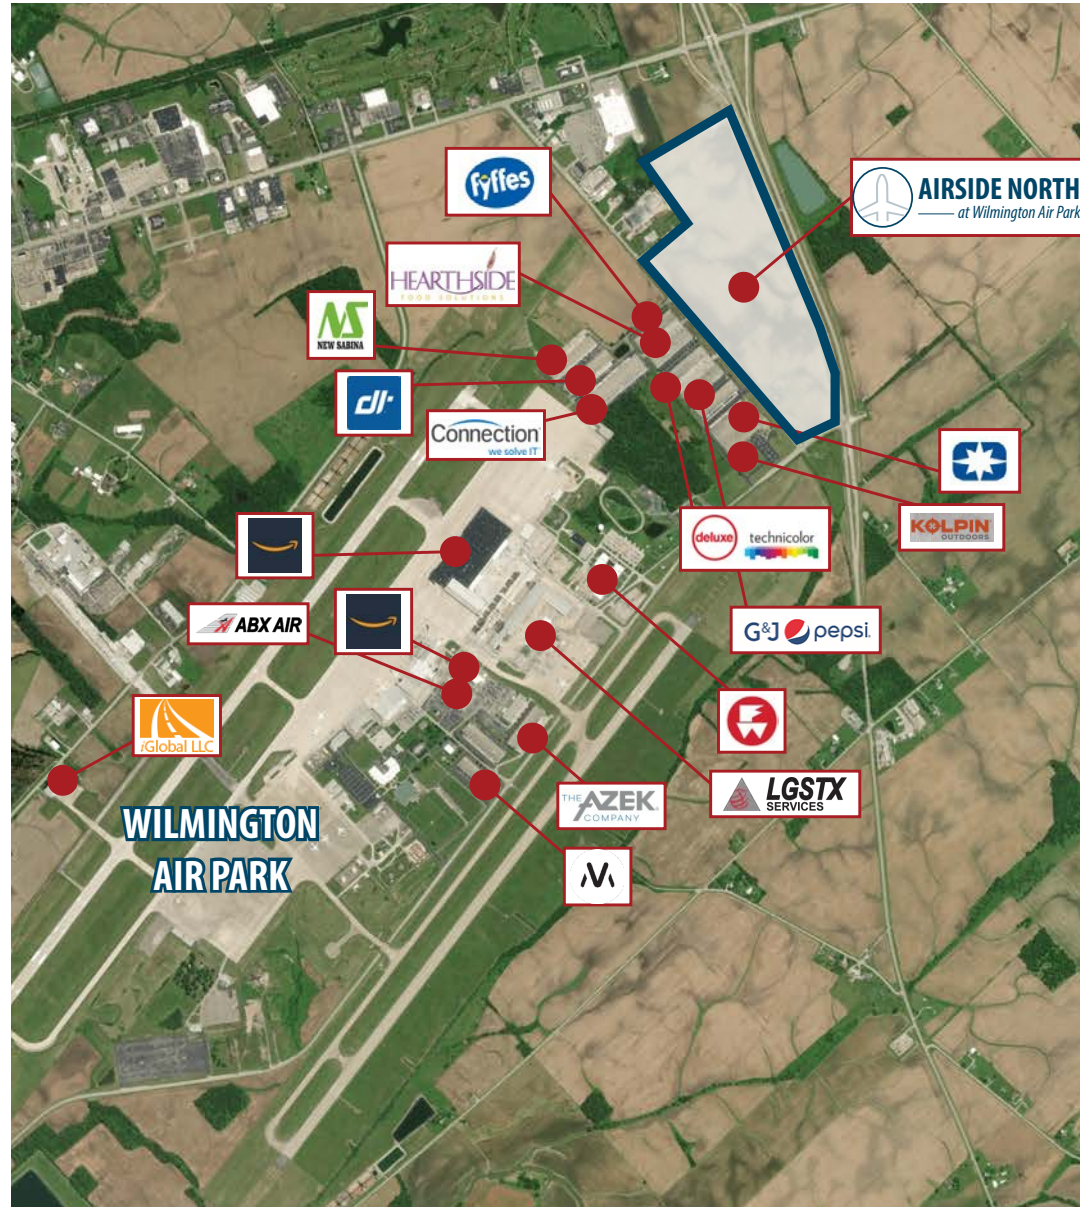 fyffes
AIRSIDE NORTH
at Wilmington Air Park
HEARTHSIDE
FOOD SOLUTIONS
NS
NEW SABINA
Connection
we solve IT
KOLPIN
OUTDOORS
deluxe
technicolor
ABX AIR
G&J pepsi.
iGlobal LLC
LGSTX
SERVICES
THE
AZEK
COMPANY
WILMINGTON
AIR PARK